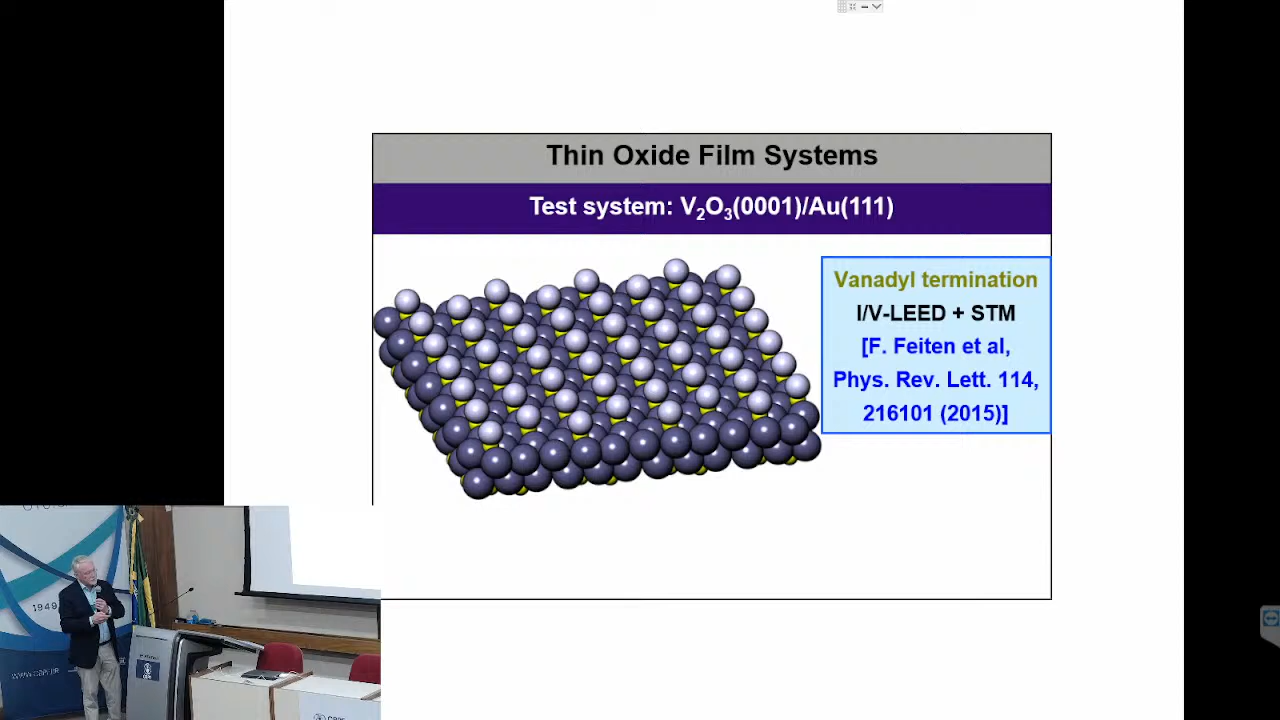 Thin Oxide Film Systems
Test system: V₂O₃(0001)/Au(111)
Vanadyl termination
I/V-LEED + STM
[F. Feiten et al,
Phys. Rev. Lett. 114,
216101 (2015)]
1949